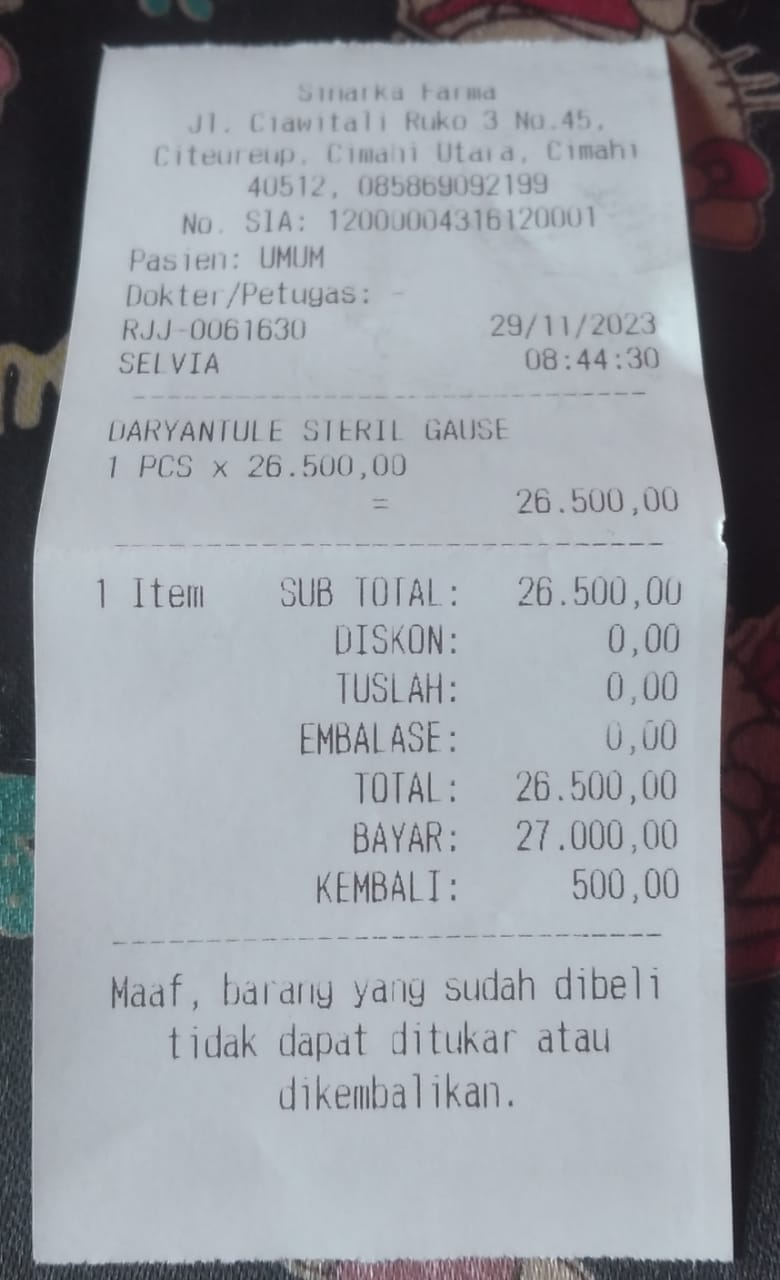 Sinarka Farma
Jl. Ciawitali Ruko 3 No.45,
Citeureup, Cimahi Utara, Cimahi
40512, 085869092199
No. SIA: 12000004316120001
Pasien: UMUM
Dokter/Petugas: -
RJJ-0061630 29/11/2023
SELVIA 08:44:30
DARYANTULE STERIL GAUSE
1 PCS x 26.500,00
= 26.500,00
1 Item SUB TOTAL: 26.500,00
DISKON: 0,00
TUSLAH: 0,00
EMBALASE: 0,00
TOTAL: 26.500,00
BAYAR: 27.000,00
KEMBALI: 500,00
Maaf, barang yang sudah dibeli
tidak dapat ditukar atau
dikembalikan.